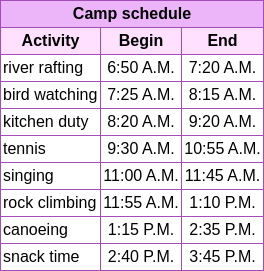 Camp schedule
Activity Begin End
river rafting 6:50 A.M. 7:20 A.M.
bird watching 7:25 A.M. 8:15 A.M.
kitchen duty 8:20 A.M. 9:20 A.M.
tennis 9:30 A.M. 10:55 A.M.
singing 11:00 A.M. 11:45 A.M.
rock climbing 11:55 A.M. 1:10 P.M.
canoeing 1:15 P.M. 2:35 P.M.
snack time 2:40 P.M. 3:45 P.M.